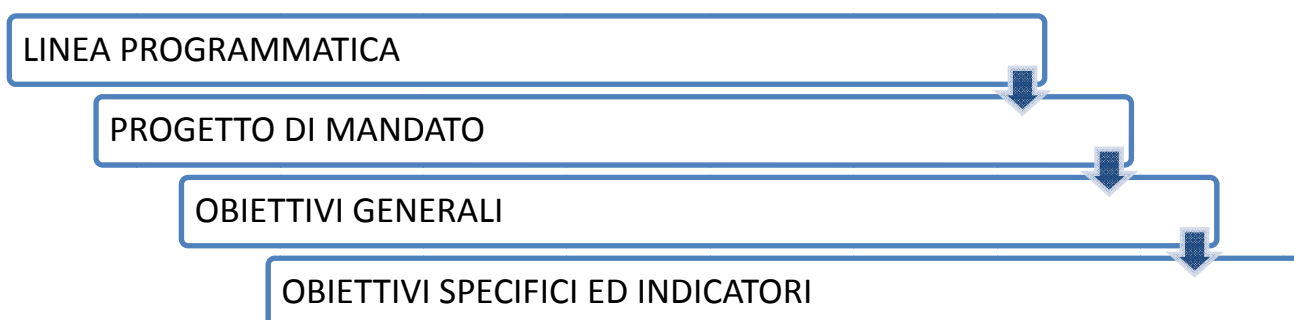 LINEA PROGRAMMATICA
PROGETTO DI MANDATO
OBIETTIVI GENERALI
OBIETTIVI SPECIFICI ED INDICATORI